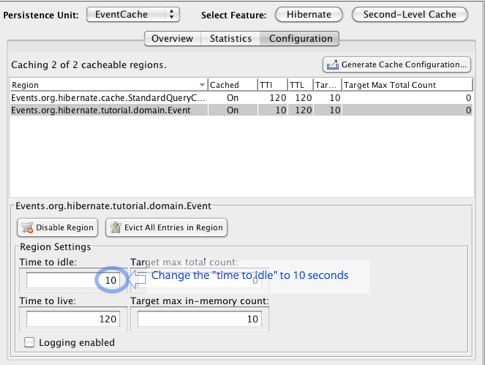 Persistence Unit: EventCache Select Feature: Hibernate Second-Level Cache
Overview Statistics Configuration
Caching 2 of 2 cacheable regions. Generate Cache Configuration...
Region Cached TTI TTL Tar... Target Max Total Count
Events.org.hibernate.cache.StandardQueryC... On 120 120 10 0
Events.org.hibernate.tutorial.domain.Event On 10 120 10 0
Events.org.hibernate.tutorial.domain.Event
Disable Region Evict All Entries in Region
Region Settings
Time to idle: Target max total count:
10 Change the "time to idle" to 10 seconds 0
Time to live: Target max in-memory count:
120 10
Logging enabled